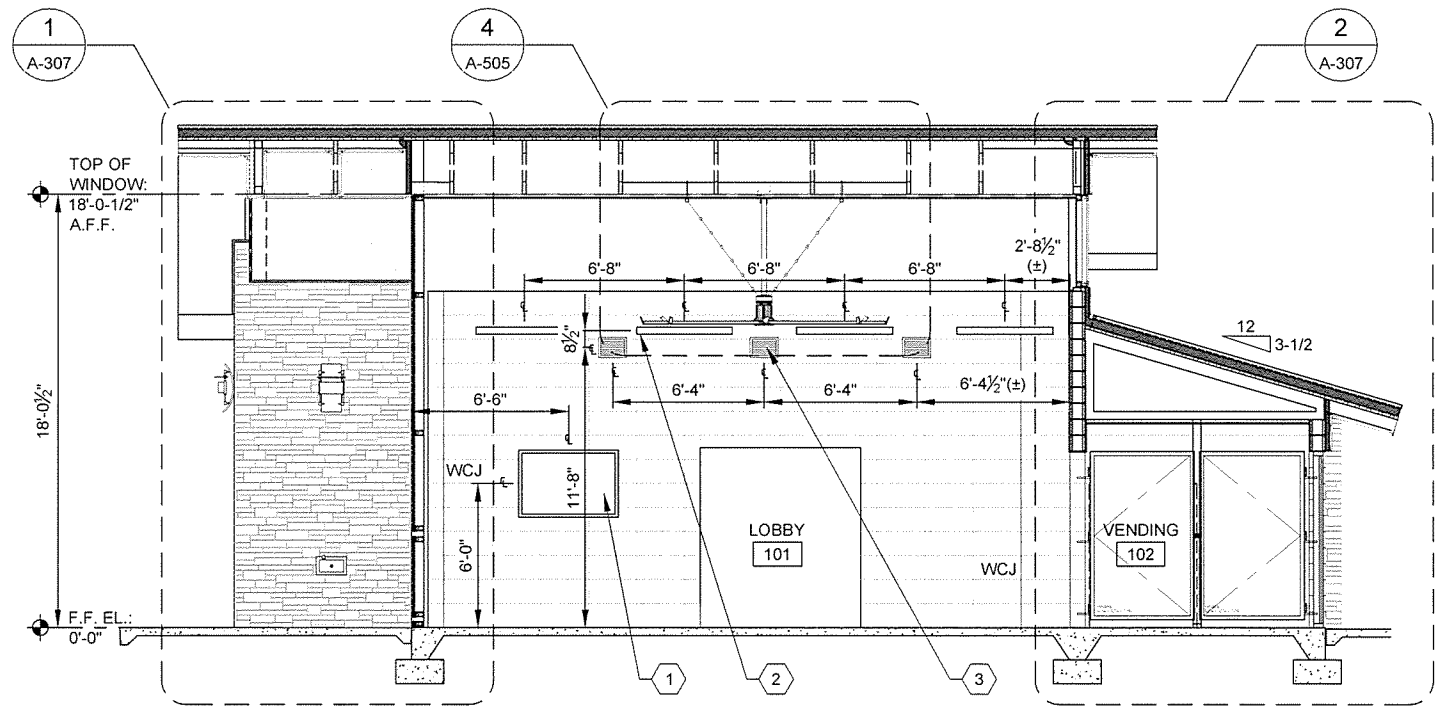 1
A-307
4
A-505
2
A-307
TOP OF
WINDOW:
18'-0-1/2"
A.F.F.
2'-8½"
(±)
6'-8"
6'-8"
6'-8"
12
3-1/2
8½"
18'-0½"
6'-4"
6'-4"
6'-4½"(±)
6'-6"
WCJ
11'-8"
6'-0"
LOBBY
101
VENDING
102
WCJ
F.F. EL.:
0'-0"
1
2
3